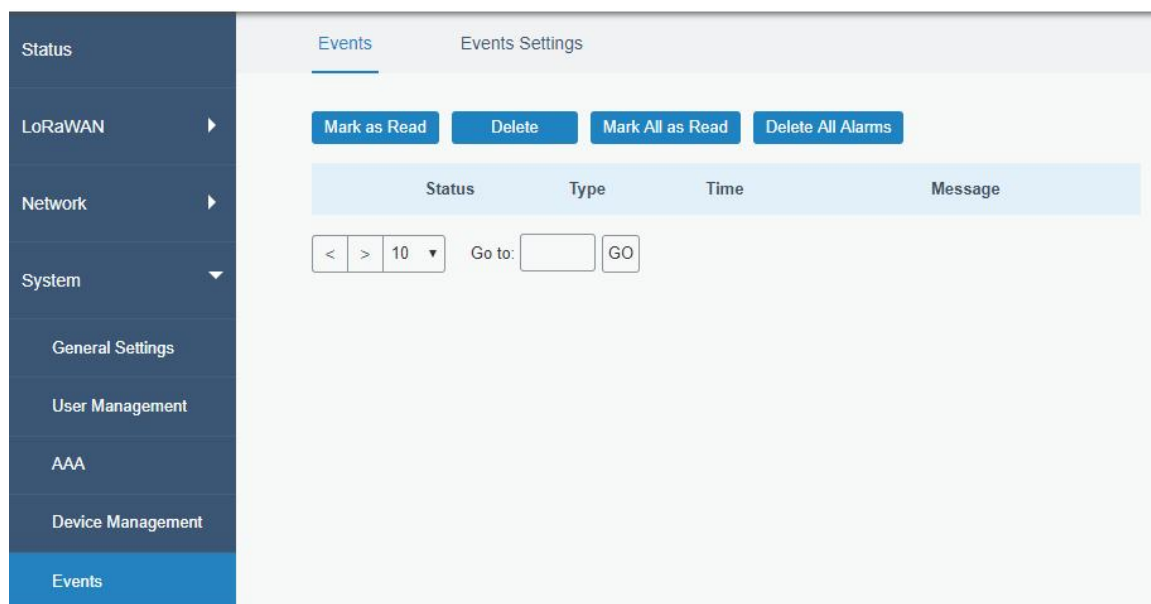 Status
LoRaWAN
Network
System
General Settings
User Management
AAA
Device Management
Events
Events Events Settings
Mark as Read Delete Mark All as Read Delete All Alarms
Status Type Time Message
< > 10 Go to: GO